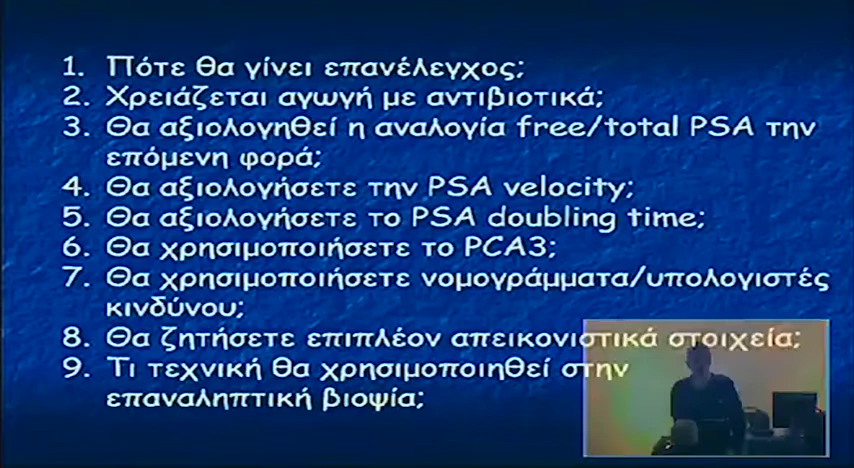 1. Πότε θα γίνει επανέλεγχος;
2. Χρειάζεται αγωγή με αντιβιοτικά;
3. Θα αξιολογηθεί η αναλογία free/total PSA την
επόμενη φορά;
4. Θα αξιολογήσετε την PSA velocity;
5. Θα αξιολογήσετε το PSA doubling time;
6. Θα χρησιμοποιήσετε το PCA3;
7. Θα χρησιμοποιήσετε νομογράμματα/υπολογιστές
κινδύνου;
8. Θα ζητήσετε επιπλέον απεικονιστικά στοιχεία;
9. Τι τεχνική θα χρησιμοποιηθεί στην
επαναληπτική βιοψία;